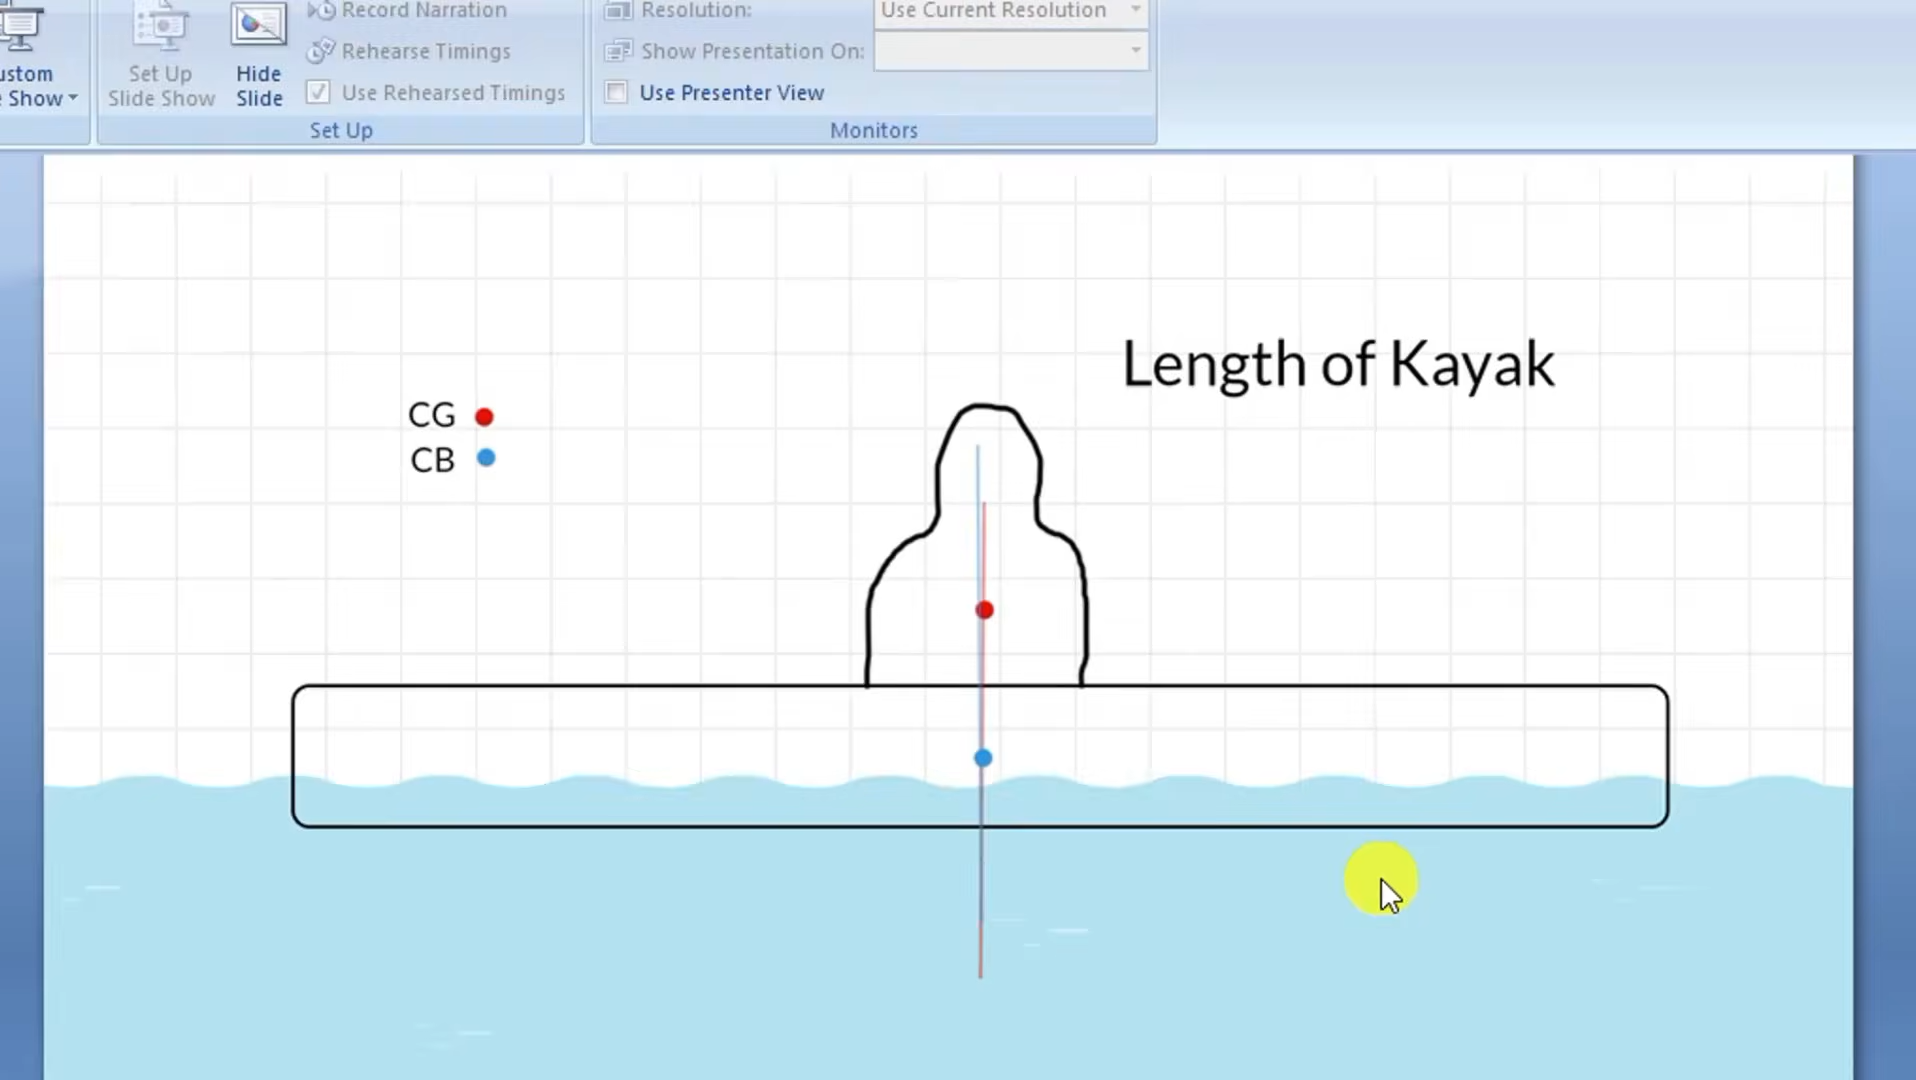 Record Narration
Resolution:
Use Current Resolution
Rehearse Timings
Show Presentation On:
Set Up
Slide Show
Hide
Slide
Show
Use Rehearsed Timings
Use Presenter View
Set Up
Monitors
Length of Kayak
CG
CB